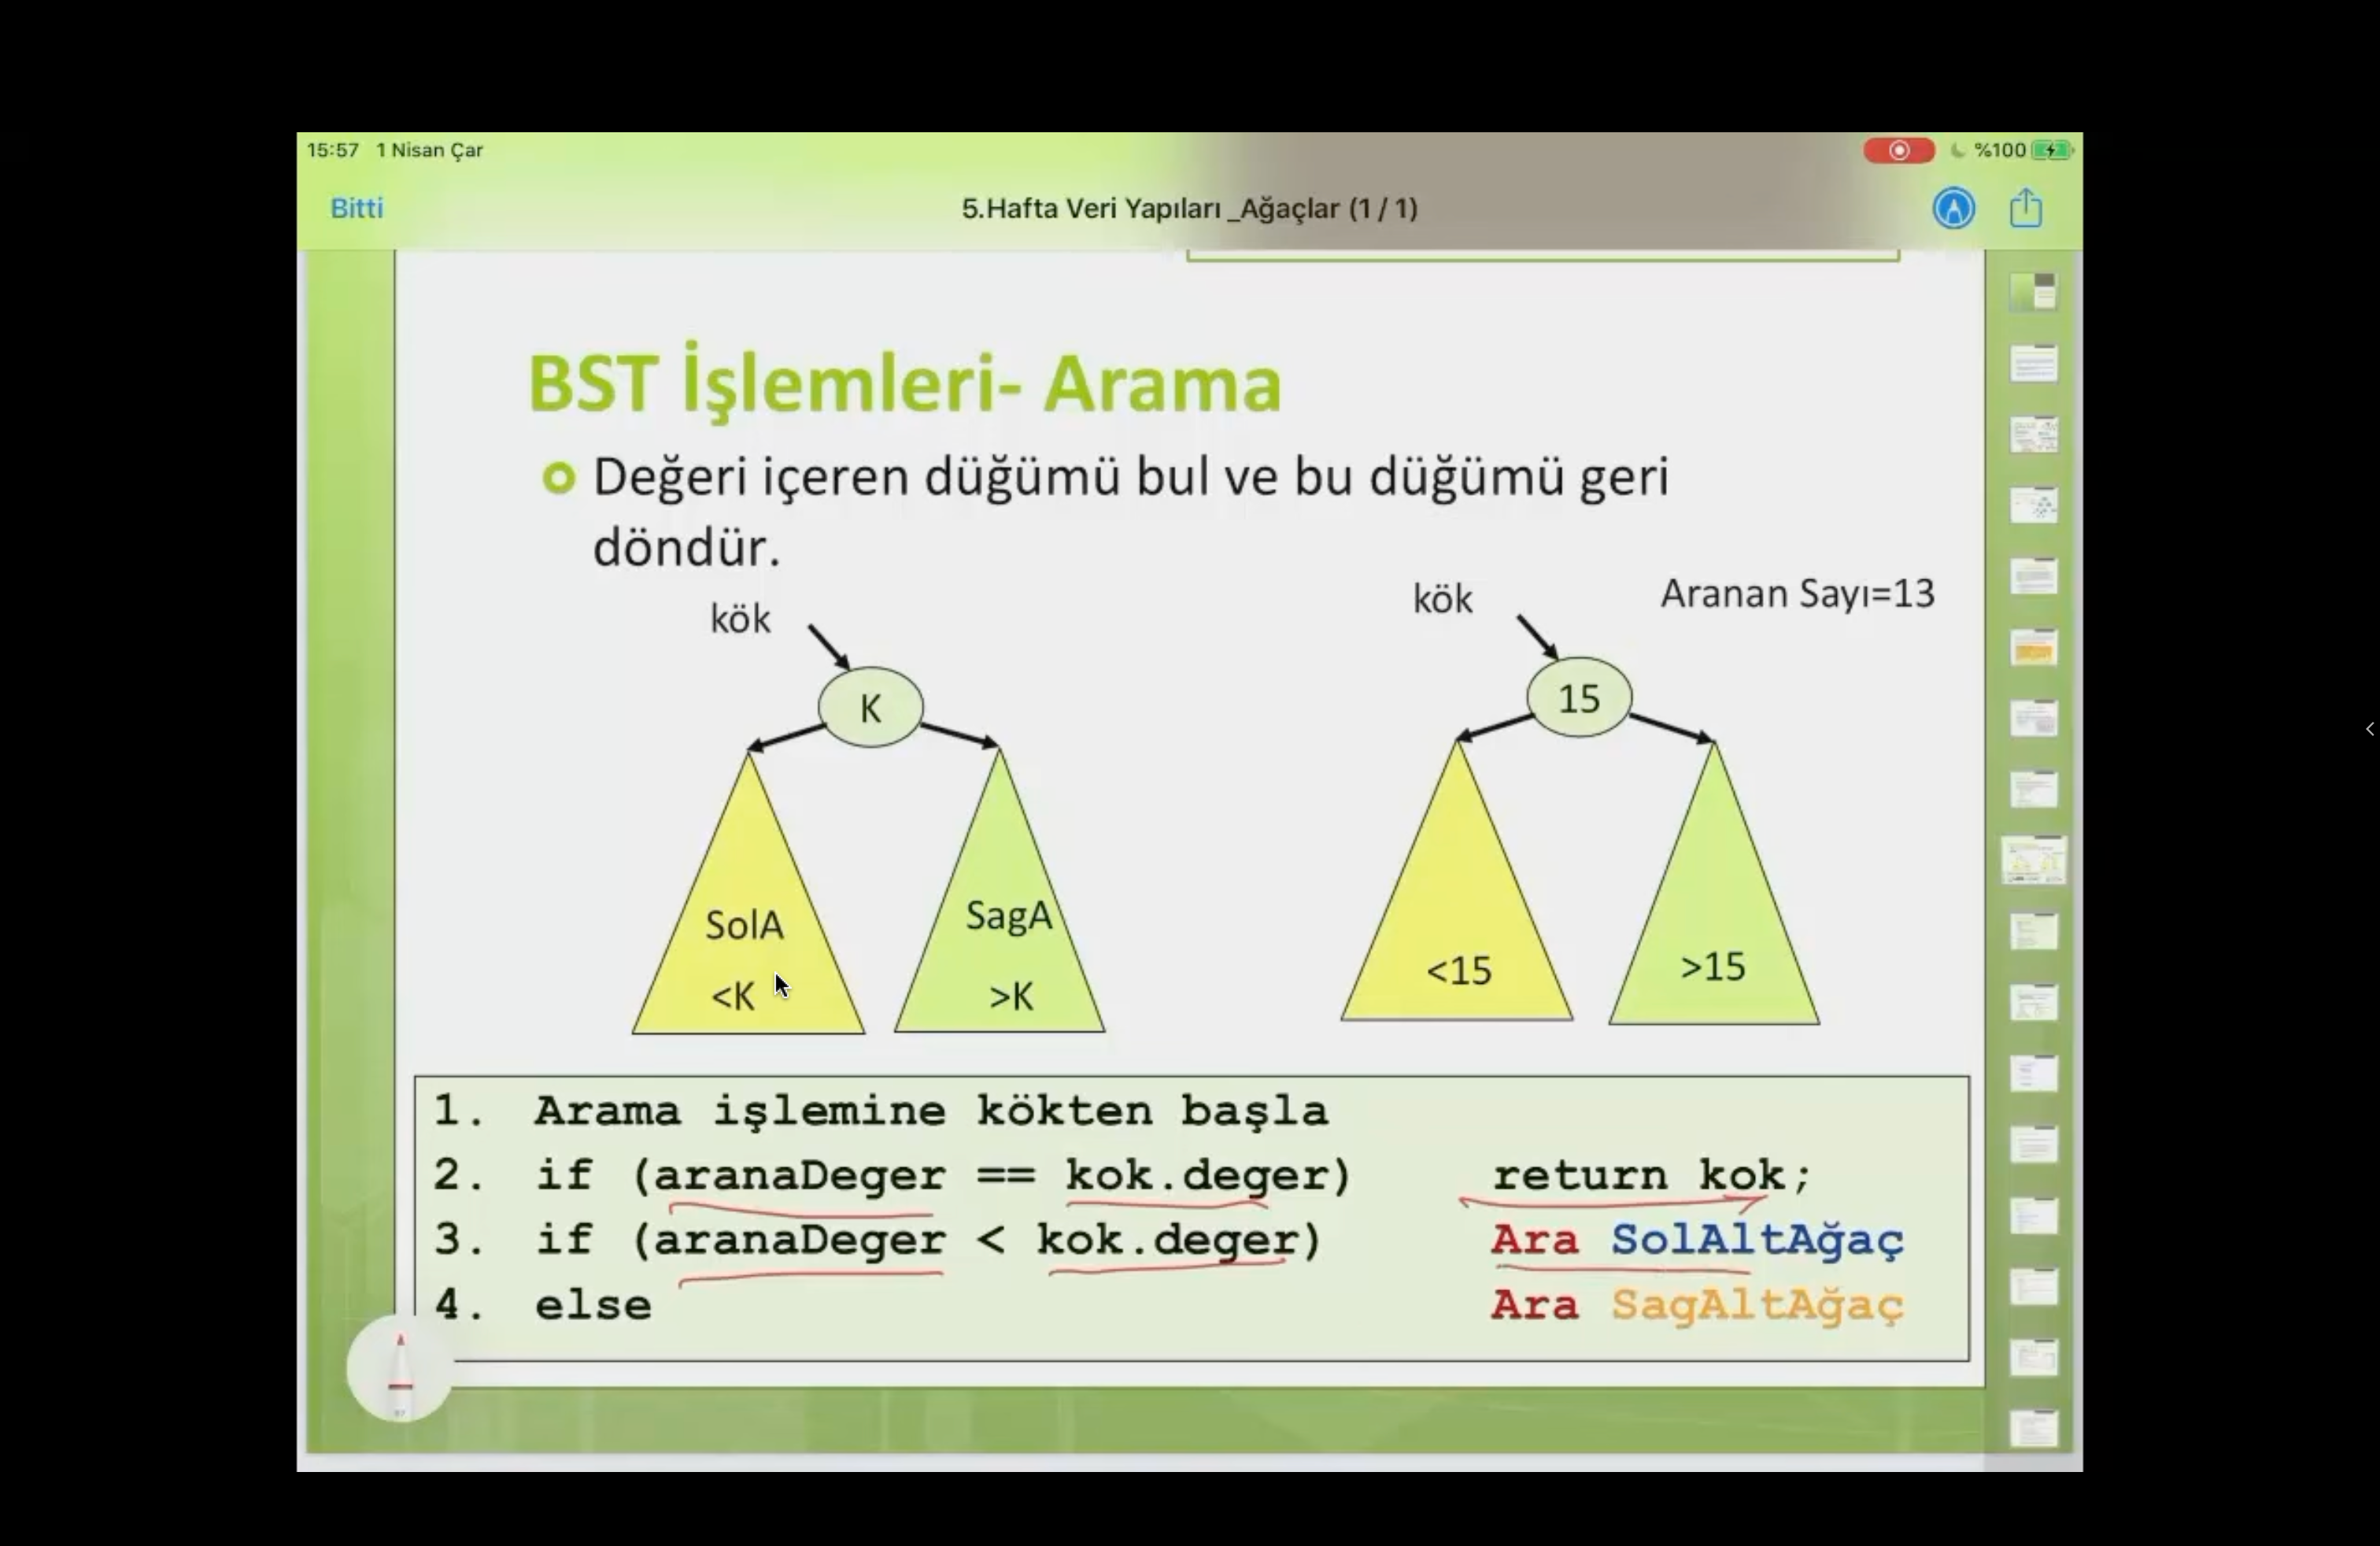 15:57 1 Nisan Çar
%100
Bitti
5.Hafta Veri Yapıları _Ağaçlar (1 / 1)
BST İşlemleri- Arama
Değeri içeren düğümü bul ve bu düğümü geri
döndür.
kök
K
SolA
<K
SagA
>K
kök
Aranan Sayı=13
15
<15
>15
1. Arama işlemine kökten başla
2. if (aranaDeger == kok.deger) return kok;
3. if (aranaDeger < kok.deger) Ara SolAltAğaç
4. else Ara SagAltAğaç